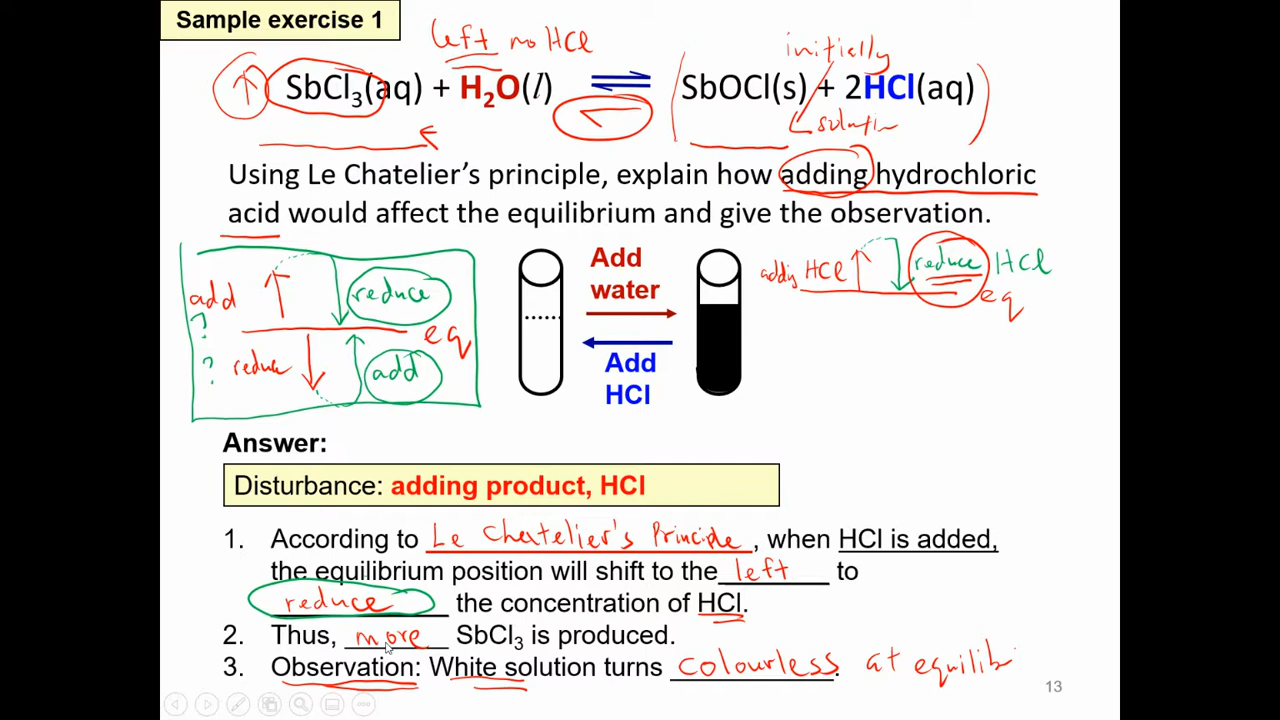 Sample exercise 1
left no HCl
initially
↑ SbCl3(aq) + H2O(l) ⇌ SbOCl(s) + 2HCl(aq)
solution
Using Le Chatelier's principle, explain how adding hydrochloric
acid would affect the equilibrium and give the observation.
add
?
reduce
eq
?
reduce
add
Add
water
Add
HCl
adding HCl
reduce HCl
eq
Answer:
Disturbance: adding product, HCl
1. According to Le Chatelier's Principle, when HCl is added,
the equilibrium position will shift to the left to
reduce the concentration of HCl.
2. Thus, more SbCl3 is produced.
3. Observation: White solution turns colourless. at equilib
13